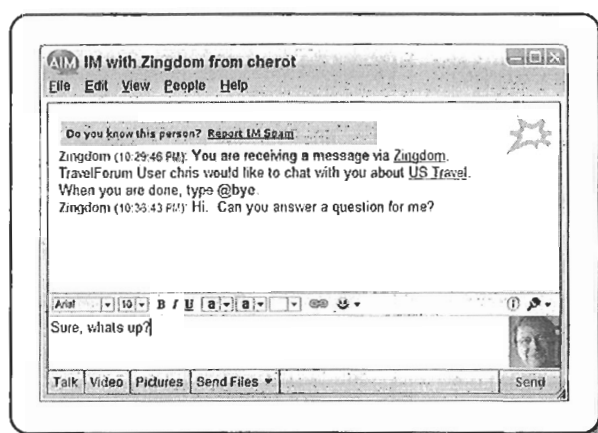 AIM IM with Zingdom from cherot
File Edit View People Help
Do you know this person? Report IM Spam
Zingdom (10:29:46 PM): You are receiving a message via Zingdom.
TravelForum User chris would like to chat with you about US Travel.
When you are done, type @bye.
Zingdom (10:36:43 PM): Hi. Can you answer a question for me?
Arial 10 B I U a a
Sure, whats up?
Talk Video Pictures Send Files Send